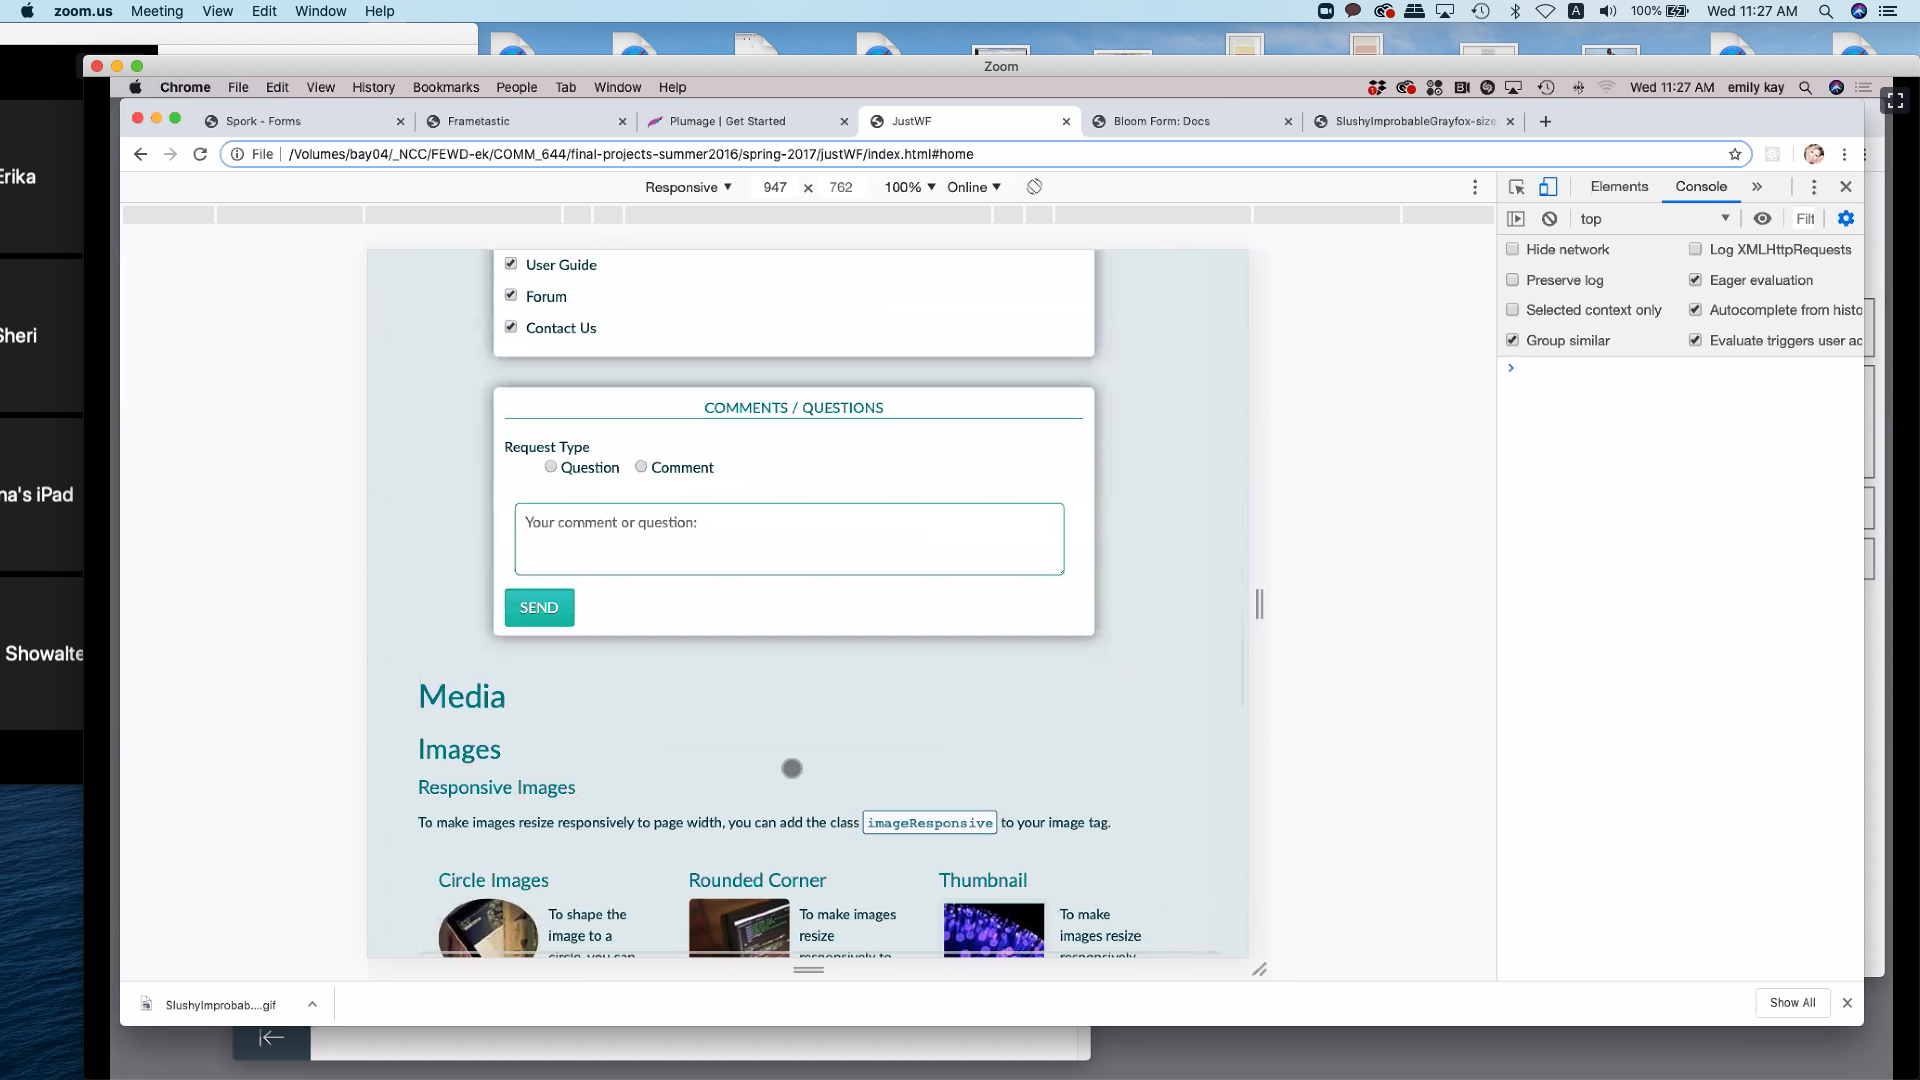 zoom.us Meeting View Edit Window Help
100% Wed 11:27 AM
Zoom
Chrome File Edit View History Bookmarks People Tab Window Help
Wed 11:27 AM emily kay
Spork - Forms
Frametastic
Plumage | Get Started
JustWF
Bloom Form: Docs
SlushyImprobableGrayfox-size
File /Volumes/bay04/_NCC/FEWD-ek/COMM_644/final-projects-summer2016/spring-2017/justWF/index.html#home
Responsive 947 x 762 100% Online
Elements Console »
top Filt
Hide network
Log XMLHttpRequests
Preserve log
Eager evaluation
Selected context only
Autocomplete from histo
Group similar
Evaluate triggers user ac
Erika
Sheri
na's iPad
Showalte
User Guide
Forum
Contact Us
COMMENTS / QUESTIONS
Request Type
Question Comment
Your comment or question:
SEND
Media
Images
Responsive Images
To make images resize responsively to page width, you can add the class imageResponsive to your image tag.
Circle Images
To shape the
image to a
circle, you can
Rounded Corner
To make images
resize
responsively to
Thumbnail
To make
images resize
responsively
SlushyImprobab....gif
Show All